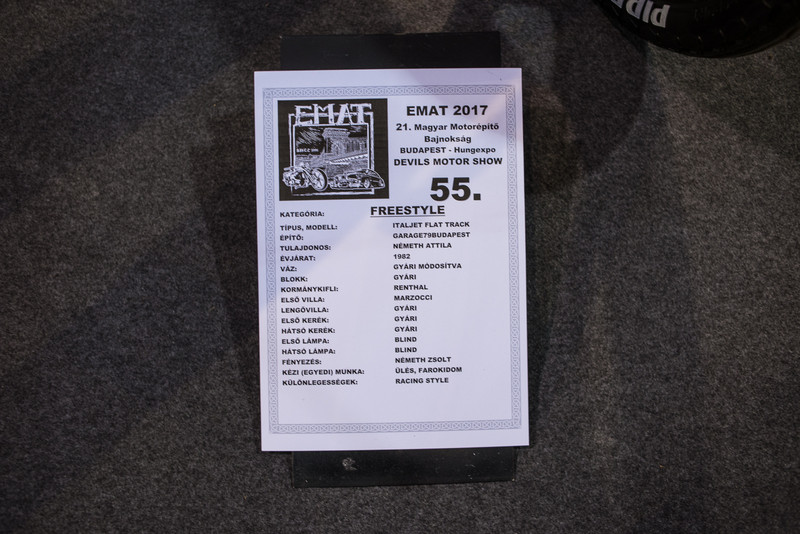 PIRE
EMAT
EMAT 2017
21. Magyar Motorépítő
Bajnokság
BUDAPEST - Hungexpo
DEVILS MOTOR SHOW
55.
KATEGÓRIA: FREESTYLE
TÍPUS, MODELL: ITALJET FLAT TRACK
ÉPÍTŐ: GARAGE79BUDAPEST
TULAJDONOS: NÉMETH ATTILA
ÉVJÁRAT: 1982
VÁZ: GYÁRI MÓDOSÍTVA
BLOKK: GYÁRI
KORMÁNYKIFLI: RENTHAL
ELSŐ VILLA: MARZOCCI
LENGŐVILLA: GYÁRI
ELSŐ KERÉK: GYÁRI
HÁTSÓ KERÉK: GYÁRI
ELSŐ LÁMPA: BLIND
HÁTSÓ LÁMPA: BLIND
FÉNYEZÉS: NÉMETH ZSOLT
KÉZI (EGYEDI) MUNKA: ÜLÉS, FAROKIDOM
KÜLÖNLEGESSÉGEK: RACING STYLE